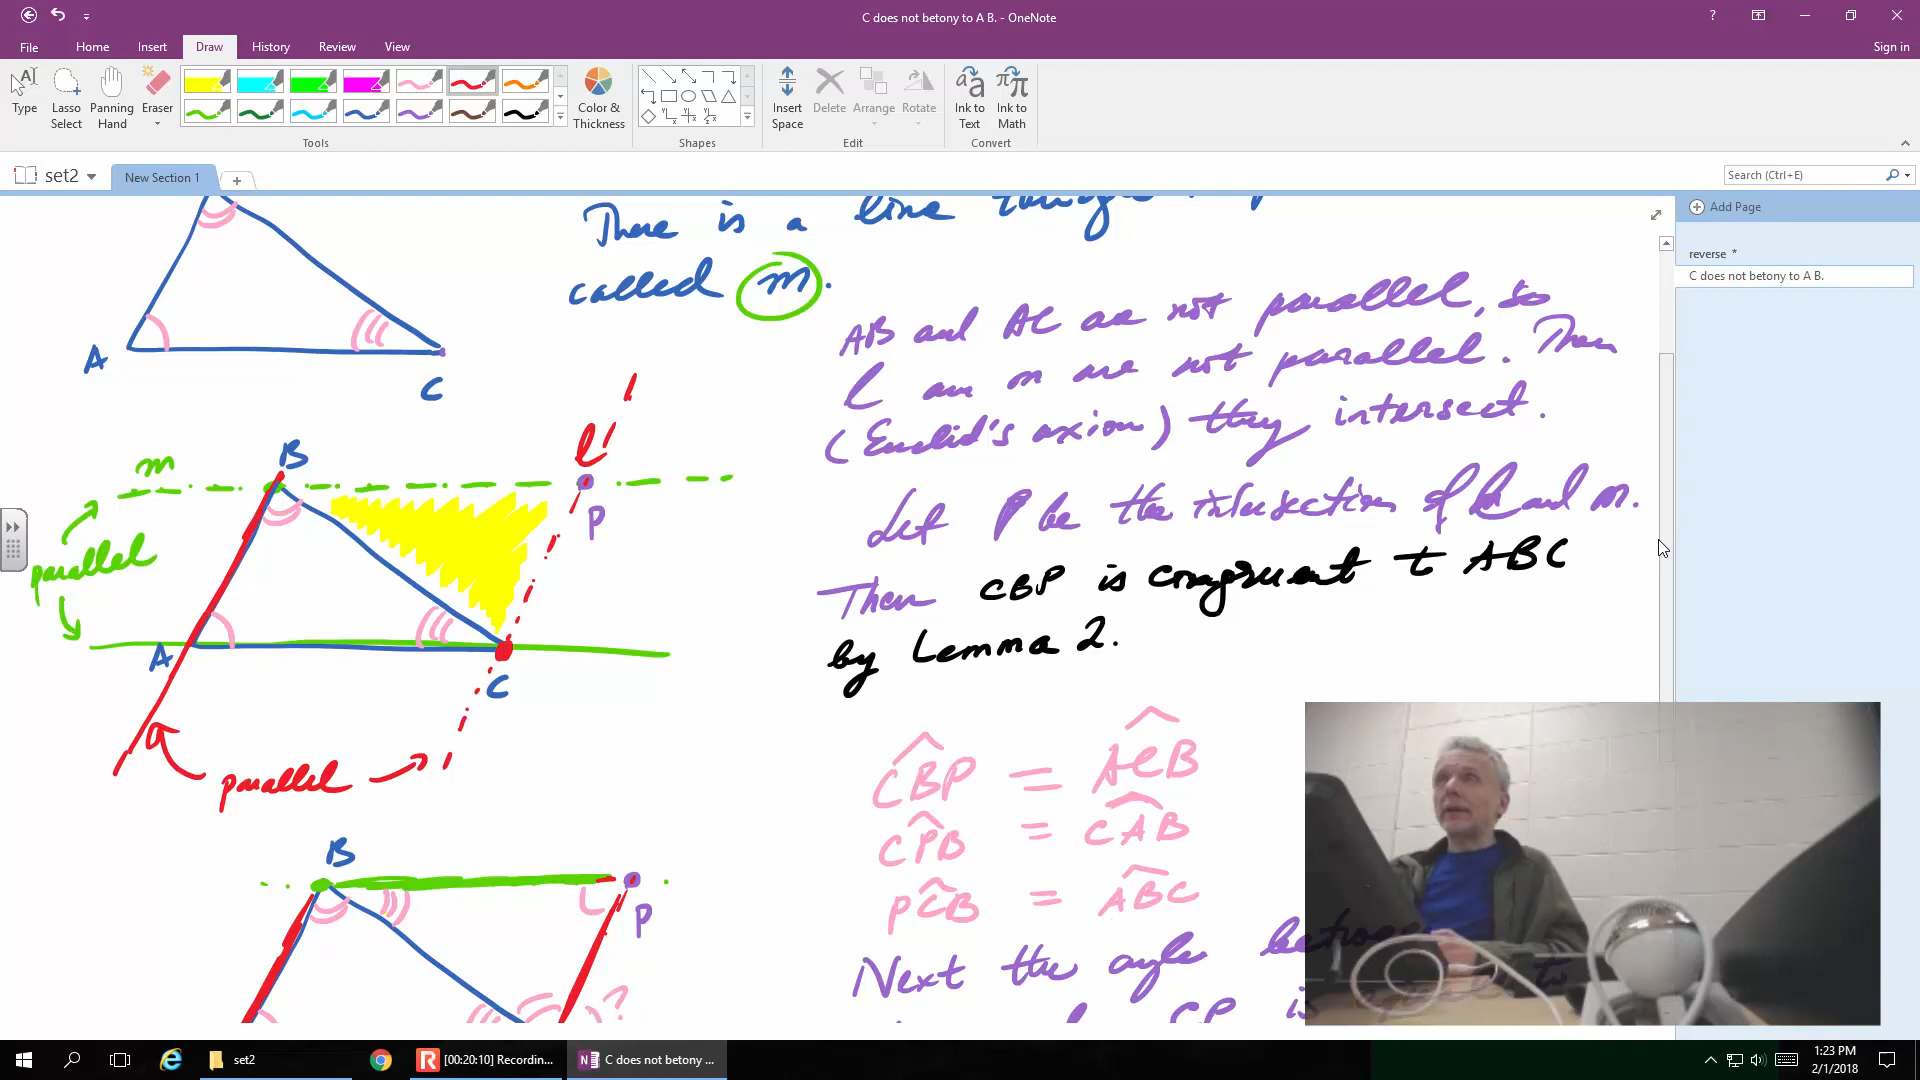 C does not betony to A B. - OneNote
File Home Insert Draw History Review View
Sign in
Type
Lasso Select
Panning Hand
Eraser
Color & Thickness
Insert Space
Delete
Arrange
Rotate
Ink to Text
Ink to Math
Tools
Shapes
Edit
Convert
set2
New Section 1
Search (Ctrl+E)
Add Page
reverse *
C does not betony to A B.
There is a line through
called m.
A
C
AB and AC are not parallel, so
l am m are not parallel. Then
(Euclid's axiom) they intersect.
Let P be the intersection of l and m.
Then CBP is congruent t ABC
by Lemma 2.
m
B
l
P
parallel
A
C
parallel
CBP = ACB
CPB = CAB
PCB = ABC
Next the angle between
CP is
to
B
P
?
set2
[00:20:10] Recordin...
C does not betony ...
1:23 PM
2/1/2018